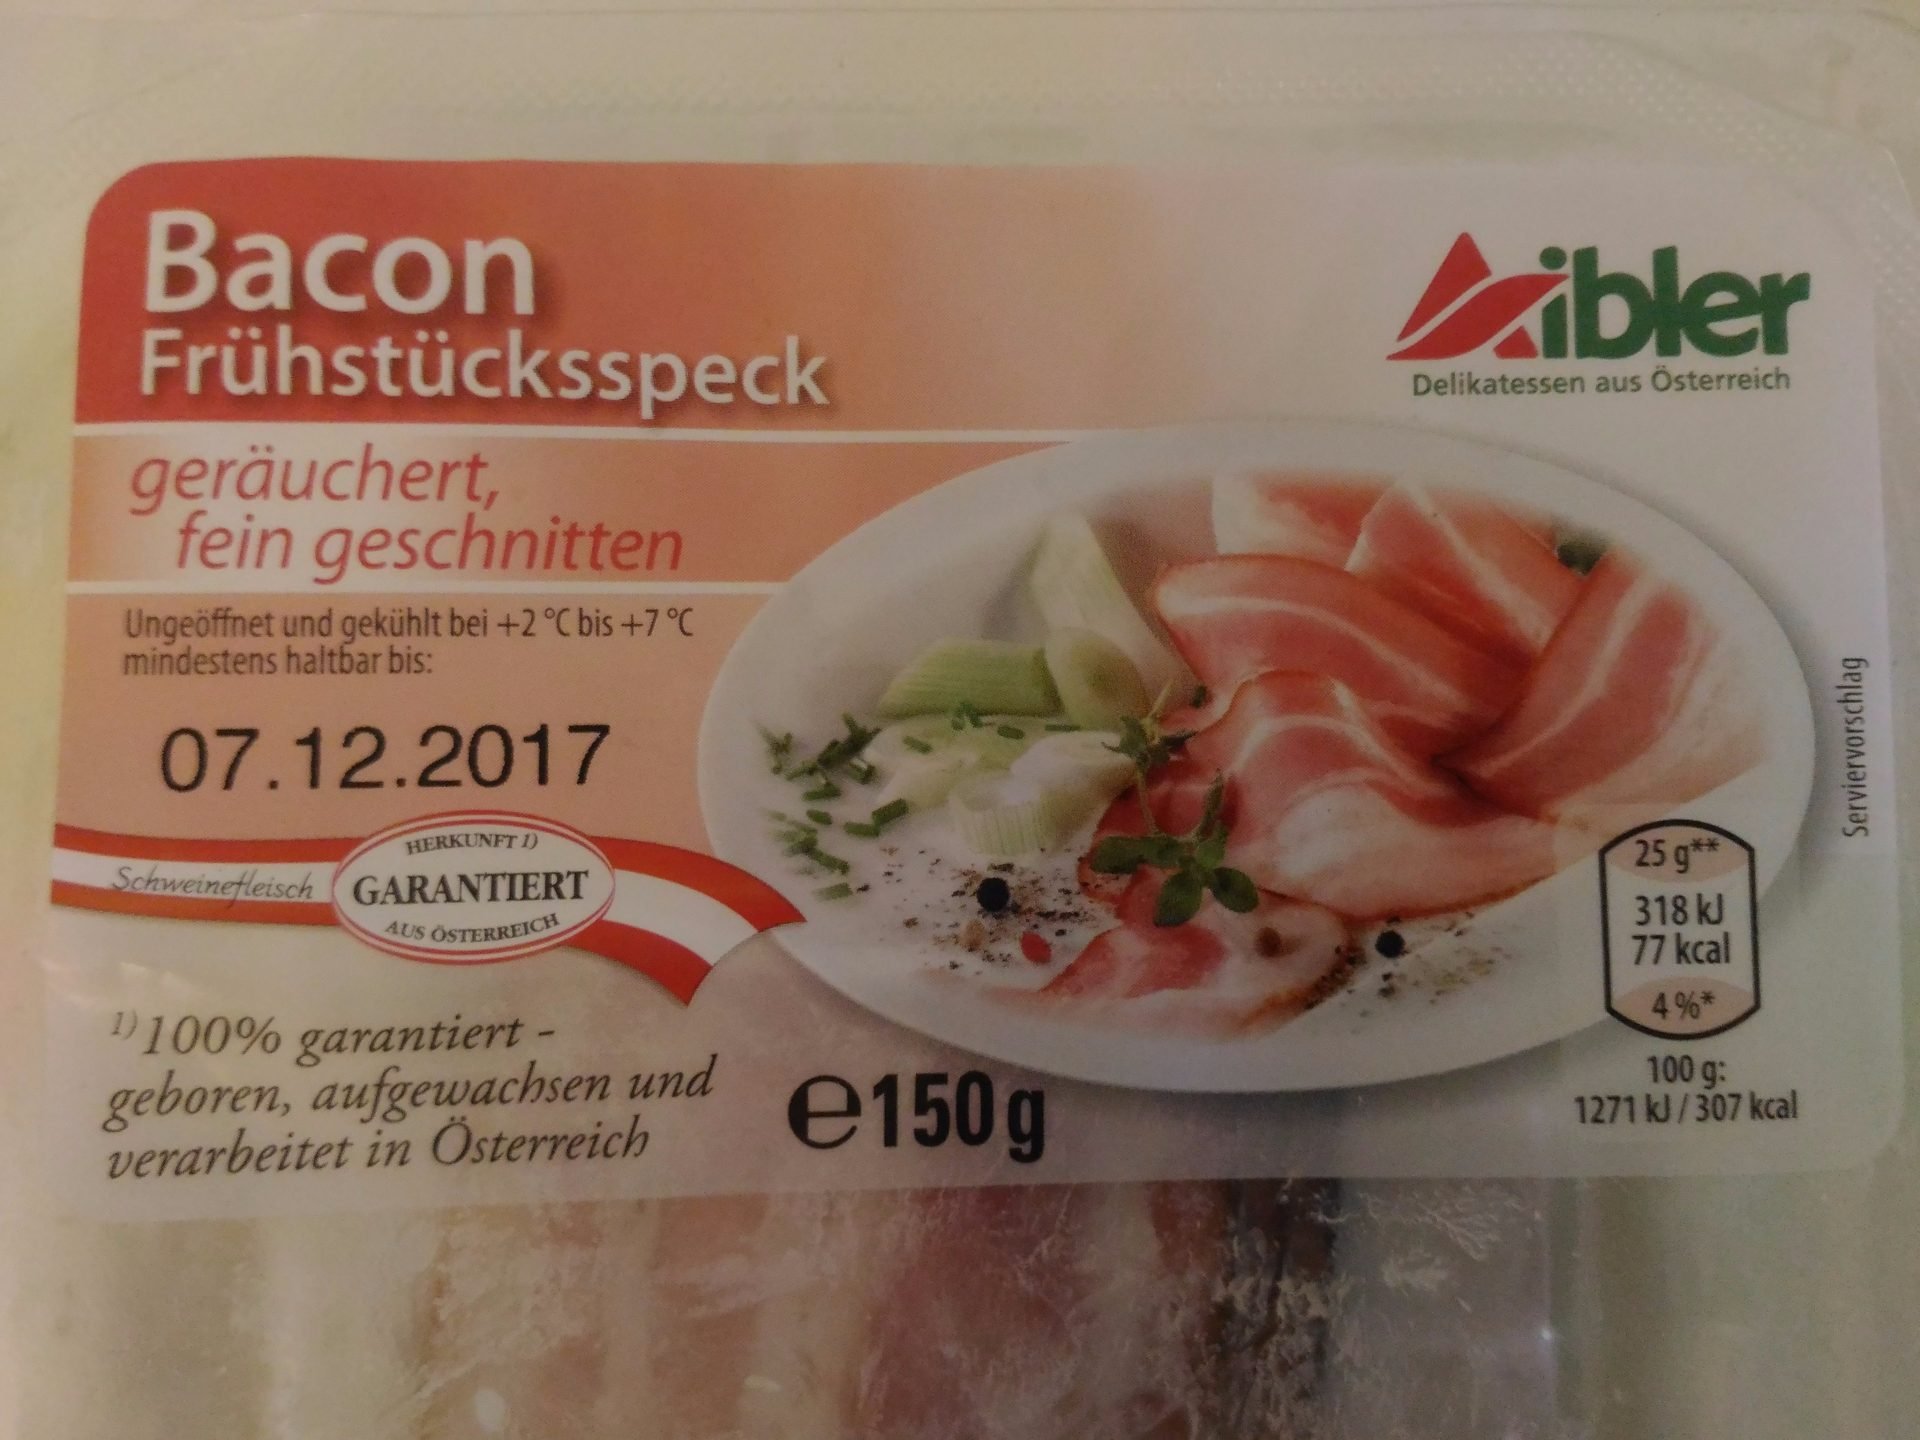 Bacon
Frühstücksspeck
geräuchert,
fein geschnitten
Ungeöffnet und gekühlt bei +2 °C bis +7 °C
mindestens haltbar bis:
07.12.2017
HERKUNFT 1)
Schweinefleisch
GARANTIERT
AUS ÖSTERREICH
1) 100% garantiert -
geboren, aufgewachsen und
verarbeitet in Österreich
℮150 g
Aibler
Delikatessen aus Österreich
Serviervorschlag
25 g**
318 kJ
77 kcal
4 %*
100 g:
1271 kJ / 307 kcal